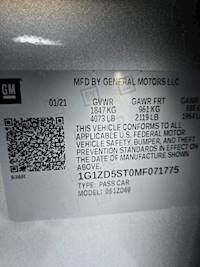 MFD BY GENERAL MOTORS LLC
GM
01/21 GVWR GAWR FRT GAWR
1847 KG 961 KG
4073 LB 2119 LB
THIS VEHICLE CONFORMS TO ALL
APPLICABLE U.S. FEDERAL MOTOR
VEHICLE SAFETY, BUMPER, AND THEFT
PREVENTION STANDARDS IN EFFECT ON
THE DATE OF MANUFACTURE SHOWN
ABOVE.
1G1ZD5ST0MF071775
TYPE: PASS CAR
MODEL: